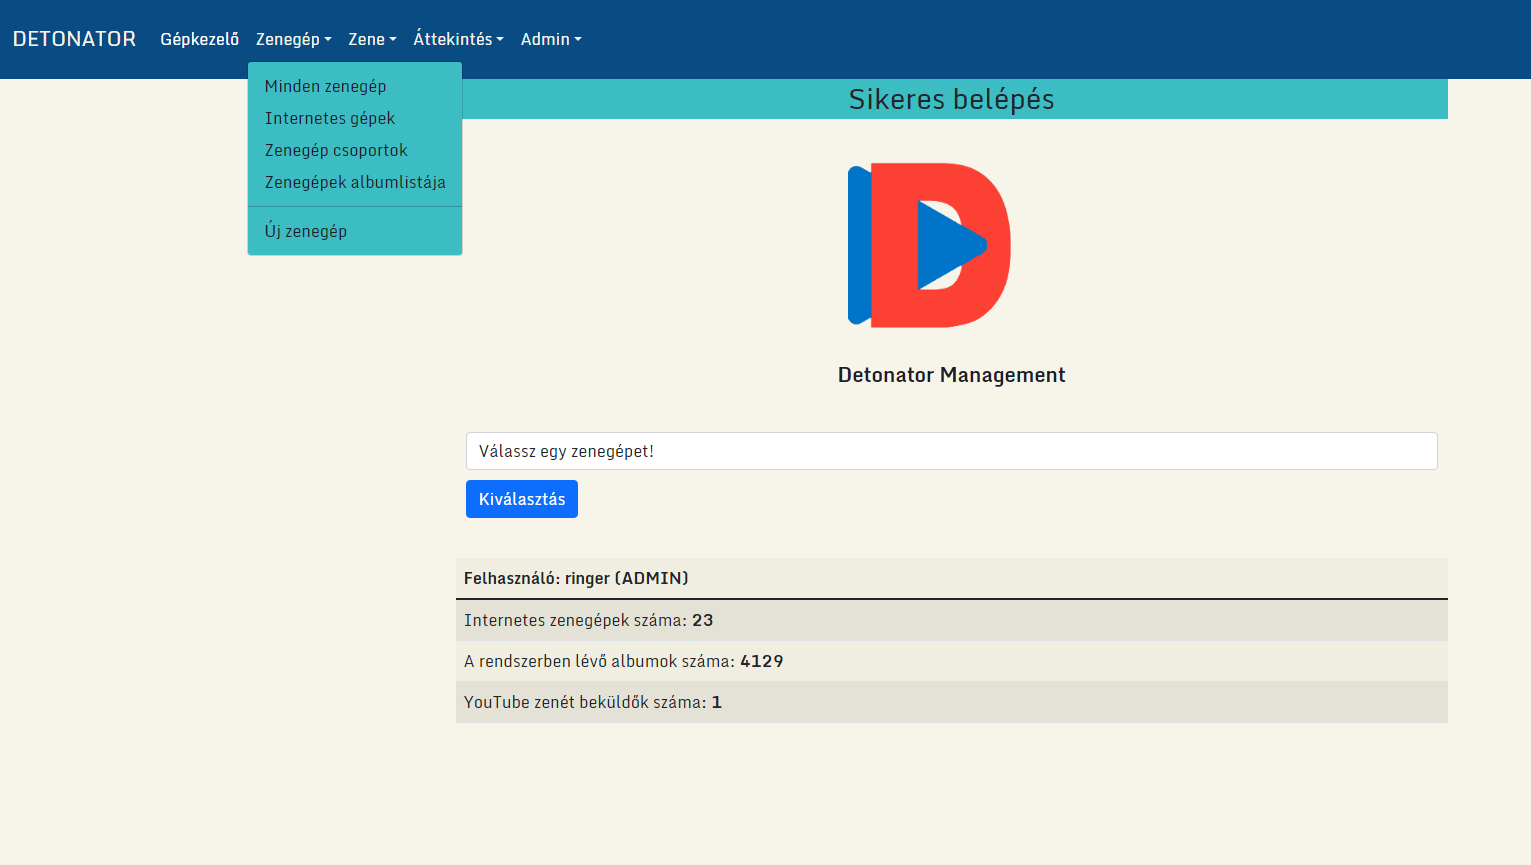 DETONATOR Gépkezelő Zenegép Zene Áttekintés Admin
Minden zenegép
Internetes gépek
Zenegép csoportok
Zenegépek albumlistája
Új zenegép
Sikeres belépés
D
Detonator Management
Válassz egy zenegépet!
Kiválasztás
Felhasználó: ringer (ADMIN)
Internetes zenegépek száma: 23
A rendszerben lévő albumok száma: 4129
YouTube zenét beküldők száma: 1